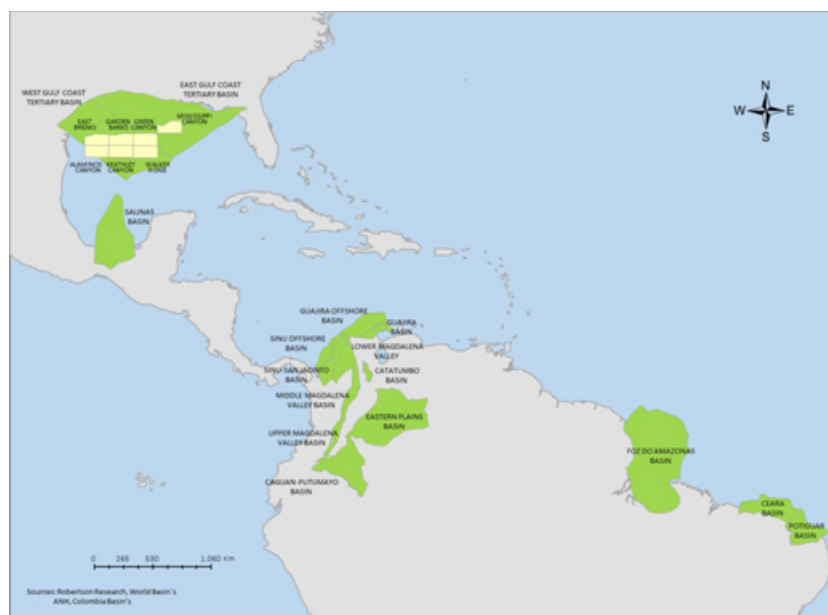 EAST GULF COAST
TERTIARY BASIN
WEST GULF COAST
TERTIARY BASIN
EAST
BREAKS
GARDEN
BANKS
GREEN
CANYON
MISSISSIPPI
CANYON
ALAMINOS
CANYON
KEATHLEY
CANYON
WALKER
RIDGE
N
W
E
S
SALINAS
BASIN
GUAJIRA OFFSHORE
BASIN
GUAJIRA
BASIN
SINU OFFSHORE
BASIN
LOWER MAGDALENA
VALLEY
SINU-SAN JACINTO
BASIN
CATATUMBO
BASIN
MIDDLE MAGDALENA
VALLEY BASIN
EASTERN PLAINS
BASIN
UPPER MAGDALENA
VALLEY BASIN
CAGUAN-PUTUMAYO
BASIN
FOZ DO AMAZONAS
BASIN
CEARA
BASIN
POTIGUAR
BASIN
0 265 530 1.060 Km
Sources: Robertson Research, World Basin´s
ANH, Colombia Basin's